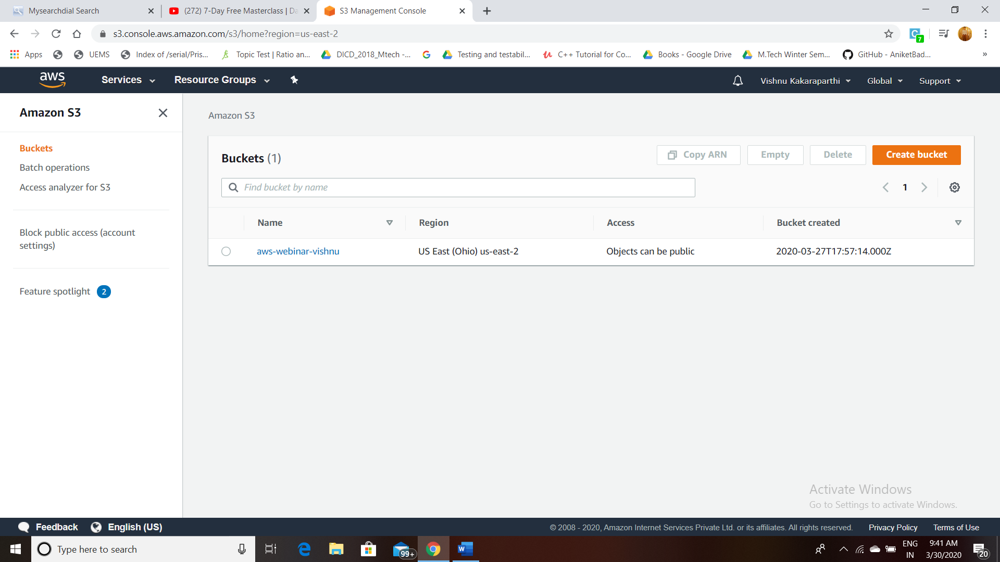 Mysearchdial Search
(272) 7-Day Free Masterclass | Da
S3 Management Console
s3.console.aws.amazon.com/s3/home?region=us-east-2
C 7
Apps
UEMS
Index of /serial/Pris...
Topic Test | Ratio an...
DICD_2018_Mtech -...
Testing and testabil...
C++ Tutorial for Co...
Books - Google Drive
M.Tech Winter Sem...
GitHub - AniketBad...
»
aws
Services
Resource Groups
Vishnu Kakaraparthi
Global
Support
Amazon S3
Buckets
Batch operations
Access analyzer for S3
Block public access (account
settings)
Feature spotlight 2
Amazon S3
Buckets (1)
Copy ARN
Empty
Delete
Create bucket
Find bucket by name
1
Name
Region
Access
Bucket created
aws-webinar-vishnu
US East (Ohio) us-east-2
Objects can be public
2020-03-27T17:57:14.000Z
Activate Windows
Go to Settings to activate Windows.
Feedback
English (US)
© 2008 - 2020, Amazon Internet Services Private Ltd. or its affiliates. All rights reserved.
Privacy Policy
Terms of Use
Type here to search
99+
W
ENG
IN
9:41 AM
3/30/2020
20